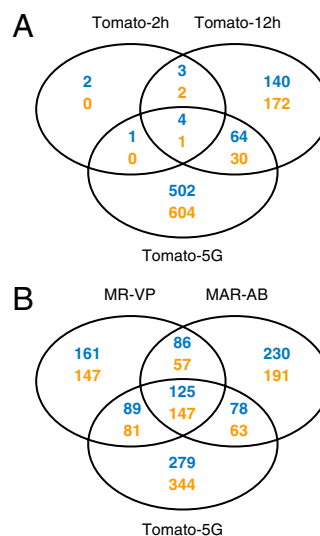 A
Tomato-2h Tomato-12h
2 3 140
0 2 172
4
1 1 64
0 30
502
604
Tomato-5G
B
MR-VP MAR-AB
161 86 230
147 57 191
125
89 147 78
81 63
279
344
Tomato-5G